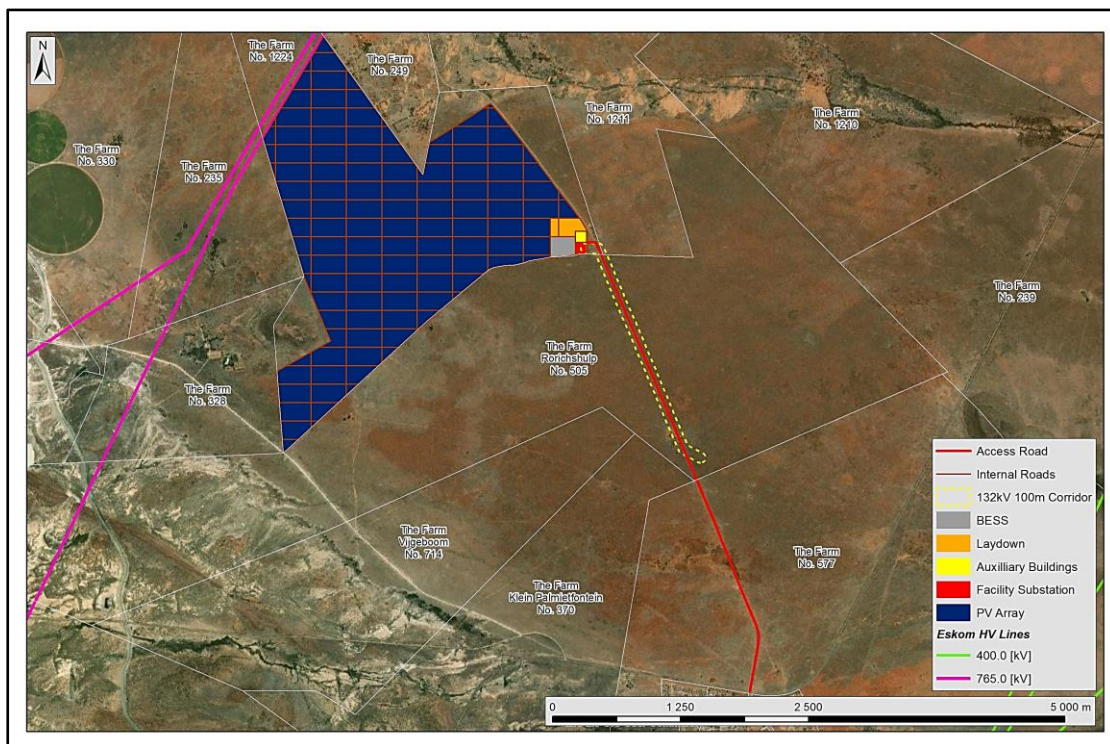 N
The Farm
No. 1224
The Farm
No. 249
The Farm
No. 1211
The Farm
No. 1210
The Farm
No. 330
The Farm
No. 235
The Farm
No. 239
The Farm
Rorichshulp
No. 505
The Farm
No. 328
The Farm
Vijgeboom
No. 714
The Farm
Klein Palmietfontein
No. 370
The Farm
No. 577
Access Road
Internal Roads
132kV 100m Corridor
BESS
Laydown
Auxilliary Buildings
Facility Substation
PV Array
Eskom HV Lines
400.0 [kV]
765.0 [kV]
0 1 250 2 500 5 000 m